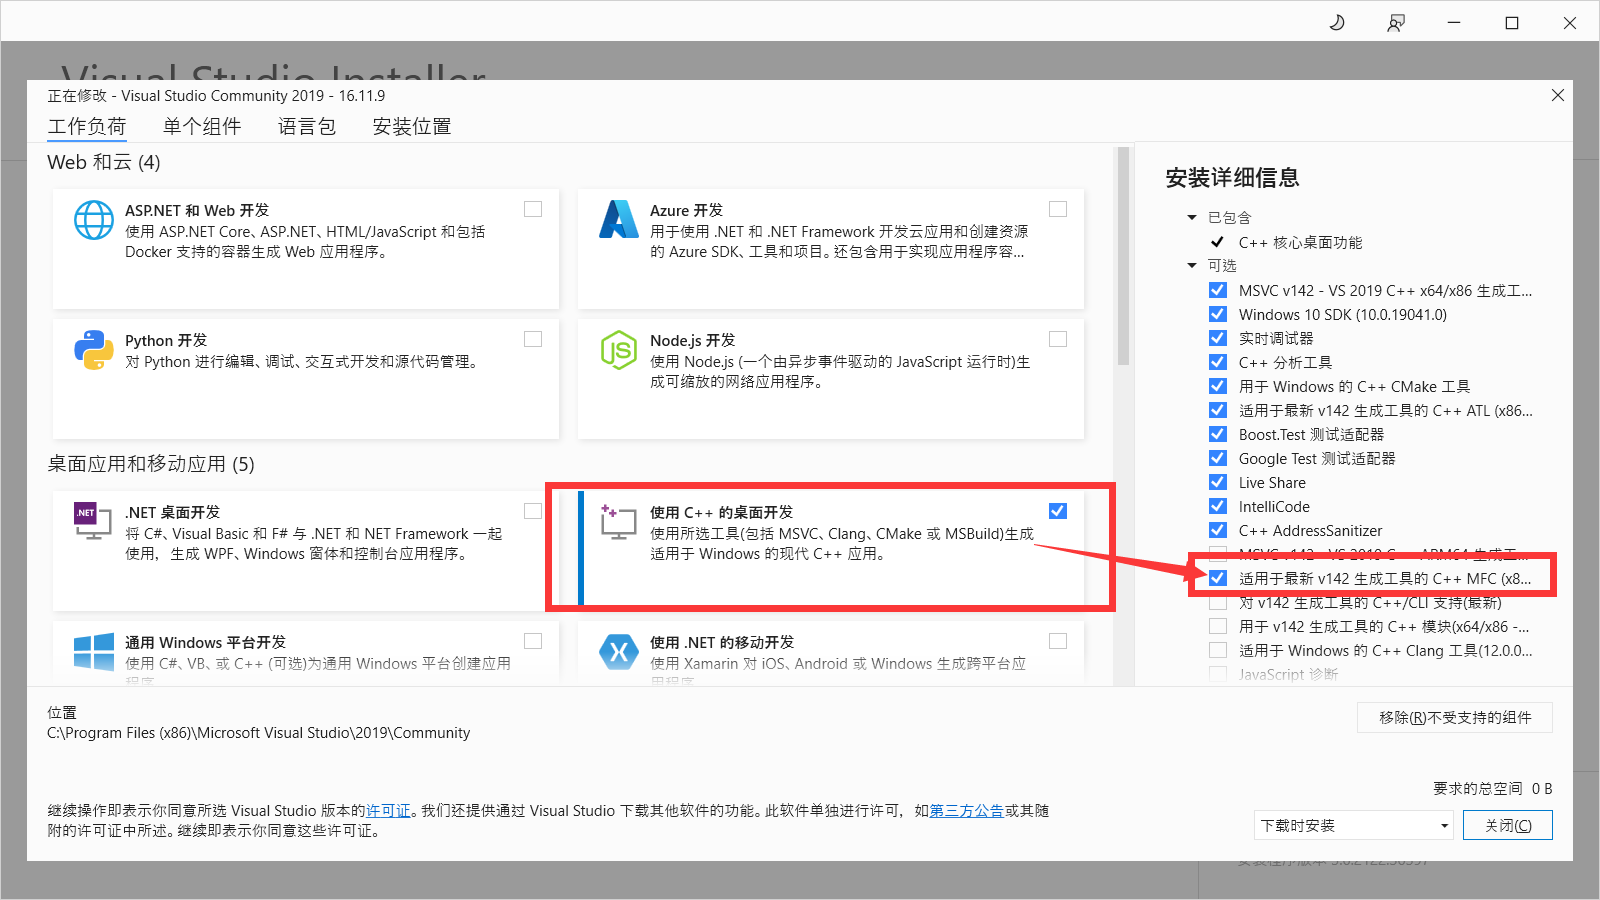 Visual Studio Installer
正在修改 - Visual Studio Community 2019 - 16.11.9
工作负荷 单个组件 语言包 安装位置
Web 和云 (4)
ASP.NET 和 Web 开发
使用 ASP.NET Core、ASP.NET、HTML/JavaScript 和包括
Docker 支持的容器生成 Web 应用程序。
Azure 开发
用于使用 .NET 和 .NET Framework 开发云应用和创建资源
的 Azure SDK、工具和项目。还包含用于实现应用程序容...
Python 开发
对 Python 进行编辑、调试、交互式开发和源代码管理。
Node.js 开发
使用 Node.js (一个由异步事件驱动的 JavaScript 运行时)生
成可缩放的网络应用程序。
桌面应用和移动应用 (5)
.NET
.NET 桌面开发
将 C#、Visual Basic 和 F# 与 .NET 和 NET Framework 一起
使用，生成 WPF、Windows 窗体和控制台应用程序。
使用 C++ 的桌面开发
使用所选工具(包括 MSVC、Clang、CMake 或 MSBuild)生成
适用于 Windows 的现代 C++ 应用。
通用 Windows 平台开发
使用 C#、VB、或 C++ (可选)为通用 Windows 平台创建应用
程序
使用 .NET 的移动开发
使用 Xamarin 对 iOS、Android 或 Windows 生成跨平台应
用程序
安装详细信息
已包含
C++ 核心桌面功能
可选
MSVC v142 - VS 2019 C++ x64/x86 生成工...
Windows 10 SDK (10.0.19041.0)
实时调试器
C++ 分析工具
用于 Windows 的 C++ CMake 工具
适用于最新 v142 生成工具的 C++ ATL (x86...
Boost.Test 测试适配器
Google Test 测试适配器
Live Share
IntelliCode
C++ AddressSanitizer
MSVC v142 - VS 2019 C++ ARM64 生成工...
适用于最新 v142 生成工具的 C++ MFC (x8...
对 v142 生成工具的 C++/CLI 支持(最新)
用于 v142 生成工具的 C++ 模块(x64/x86 -...
适用于 Windows 的 C++ Clang 工具(12.0.0...
JavaScript 诊断
位置
C:\Program Files (x86)\Microsoft Visual Studio\2019\Community
移除(R)不受支持的组件
要求的总空间 0 B
继续操作即表示你同意所选 Visual Studio 版本的许可证。我们还提供通过 Visual Studio 下载其他软件的功能。此软件单独进行许可，如第三方公告或其随
附的许可证中所述。继续即表示你同意这些许可证。
下载时安装
关闭(C)